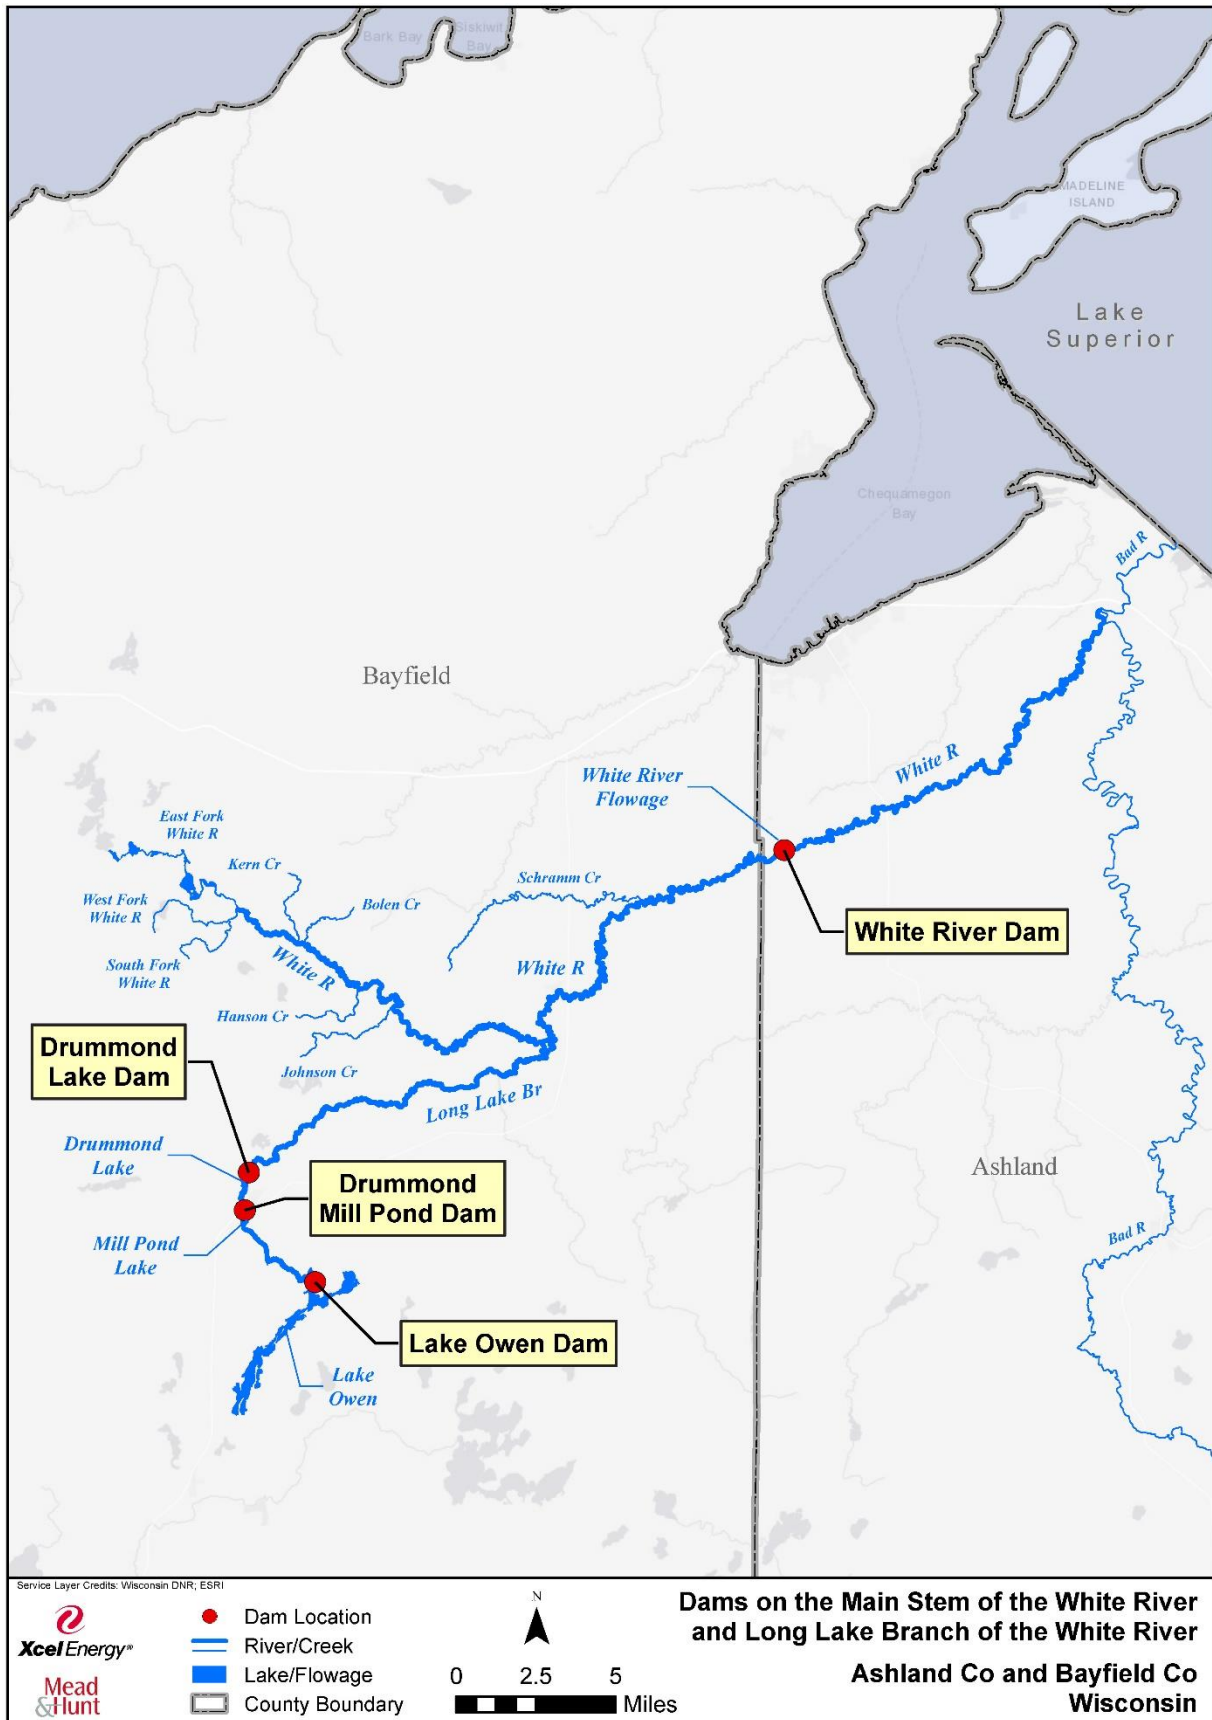 Bark Bay
Siskiwit
Bay
MADELINE
ISLAND
Lake
Superior
Chequamegon
Bay
Bad R
Bayfield
White River
Flowage
White R
East Fork
White R
Kern Cr
Schramm Cr
West Fork
White R
Bolen Cr
White River Dam
South Fork
White R
White R
White R
Hanson Cr
Drummond
Lake Dam
Johnson Cr
Long Lake Br
Drummond
Lake
Ashland
Drummond
Mill Pond Dam
Mill Pond
Lake
Bad R
Lake Owen Dam
Lake
Owen
Service Layer Credits: Wisconsin DNR; ESRI
XcelEnergy®
Mead
&Hunt
Dam Location
River/Creek
Lake/Flowage
County Boundary
N
0 2.5 5
Miles
Dams on the Main Stem of the White River
and Long Lake Branch of the White River
Ashland Co and Bayfield Co
Wisconsin